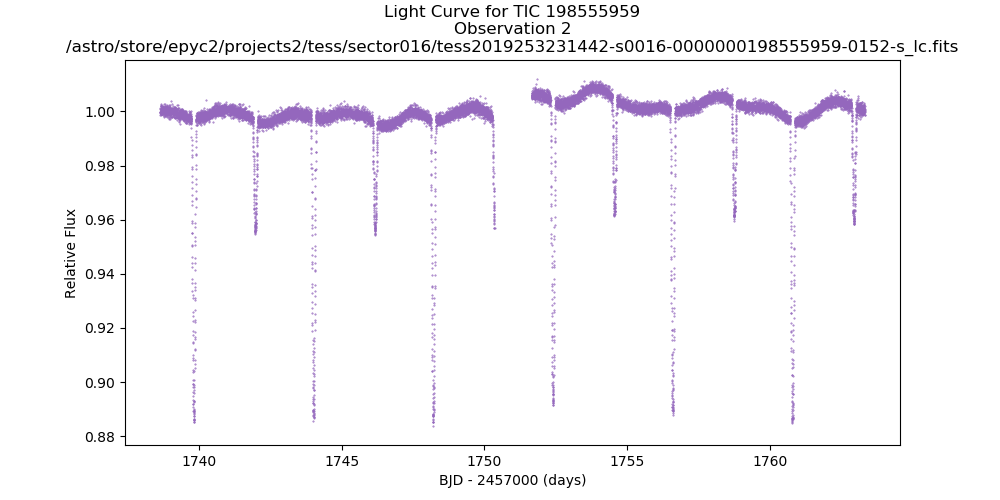 Light Curve for TIC 198555959
Observation 2
/astro/store/epyc2/projects2/tess/sector016/tess2019253231442-s0016-0000000198555959-0152-s_lc.fits
1.00
0.98
0.96
0.94
0.92
0.90
0.88
Relative Flux
1740
1745
1750
1755
1760
BJD - 2457000 (days)